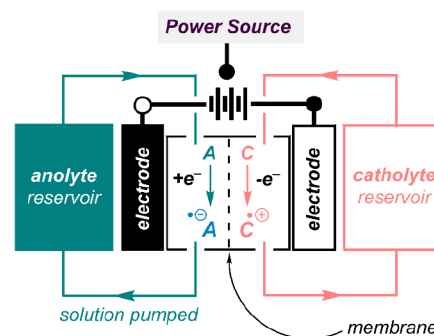 Power Source
anolyte
reservoir
electrode
A
C
+e⁻
-e⁻
•⊖
A
•⊕
C
electrode
catholyte
reservoir
solution pumped
membrane